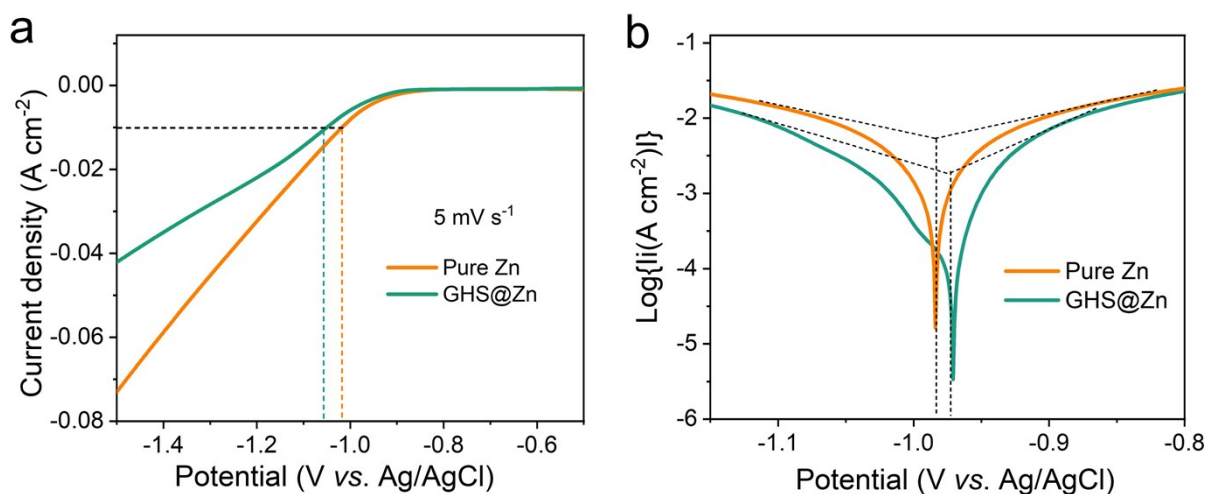 a
0.00
-0.02
-0.04
-0.06
-0.08
Current density (A cm⁻²)
5 mV s⁻¹
Pure Zn
GHS@Zn
-1.4
-1.2
-1.0
-0.8
-0.6
Potential (V vs. Ag/AgCl)
b
-1
-2
-3
-4
-5
-6
Log{|i(A cm⁻²)|}
Pure Zn
GHS@Zn
-1.1
-1.0
-0.9
-0.8
Potential (V vs. Ag/AgCl)